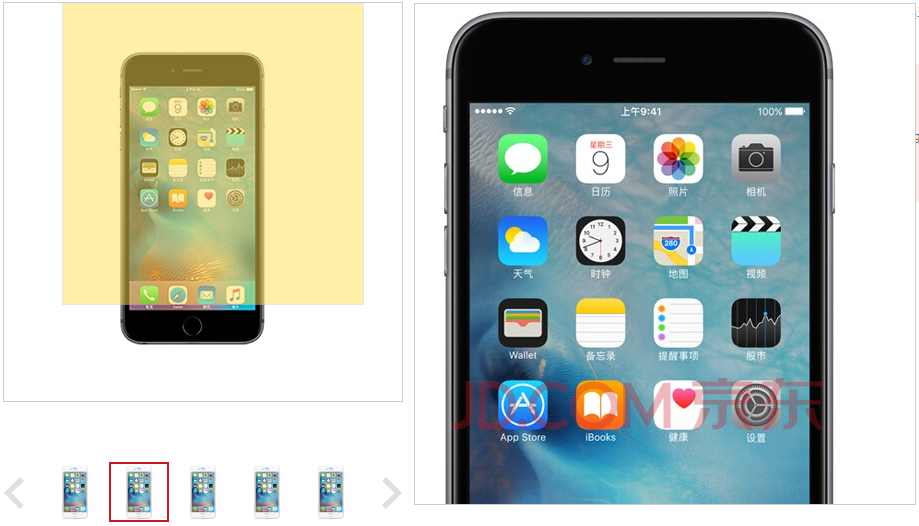 上午9:41
100%
星期三
9
信息
日历
照片
相机
280
天气
时钟
地图
视频
Wallet
备忘录
提醒事项
股市
JD.COM 京东
App Store
iBooks
健康
设置